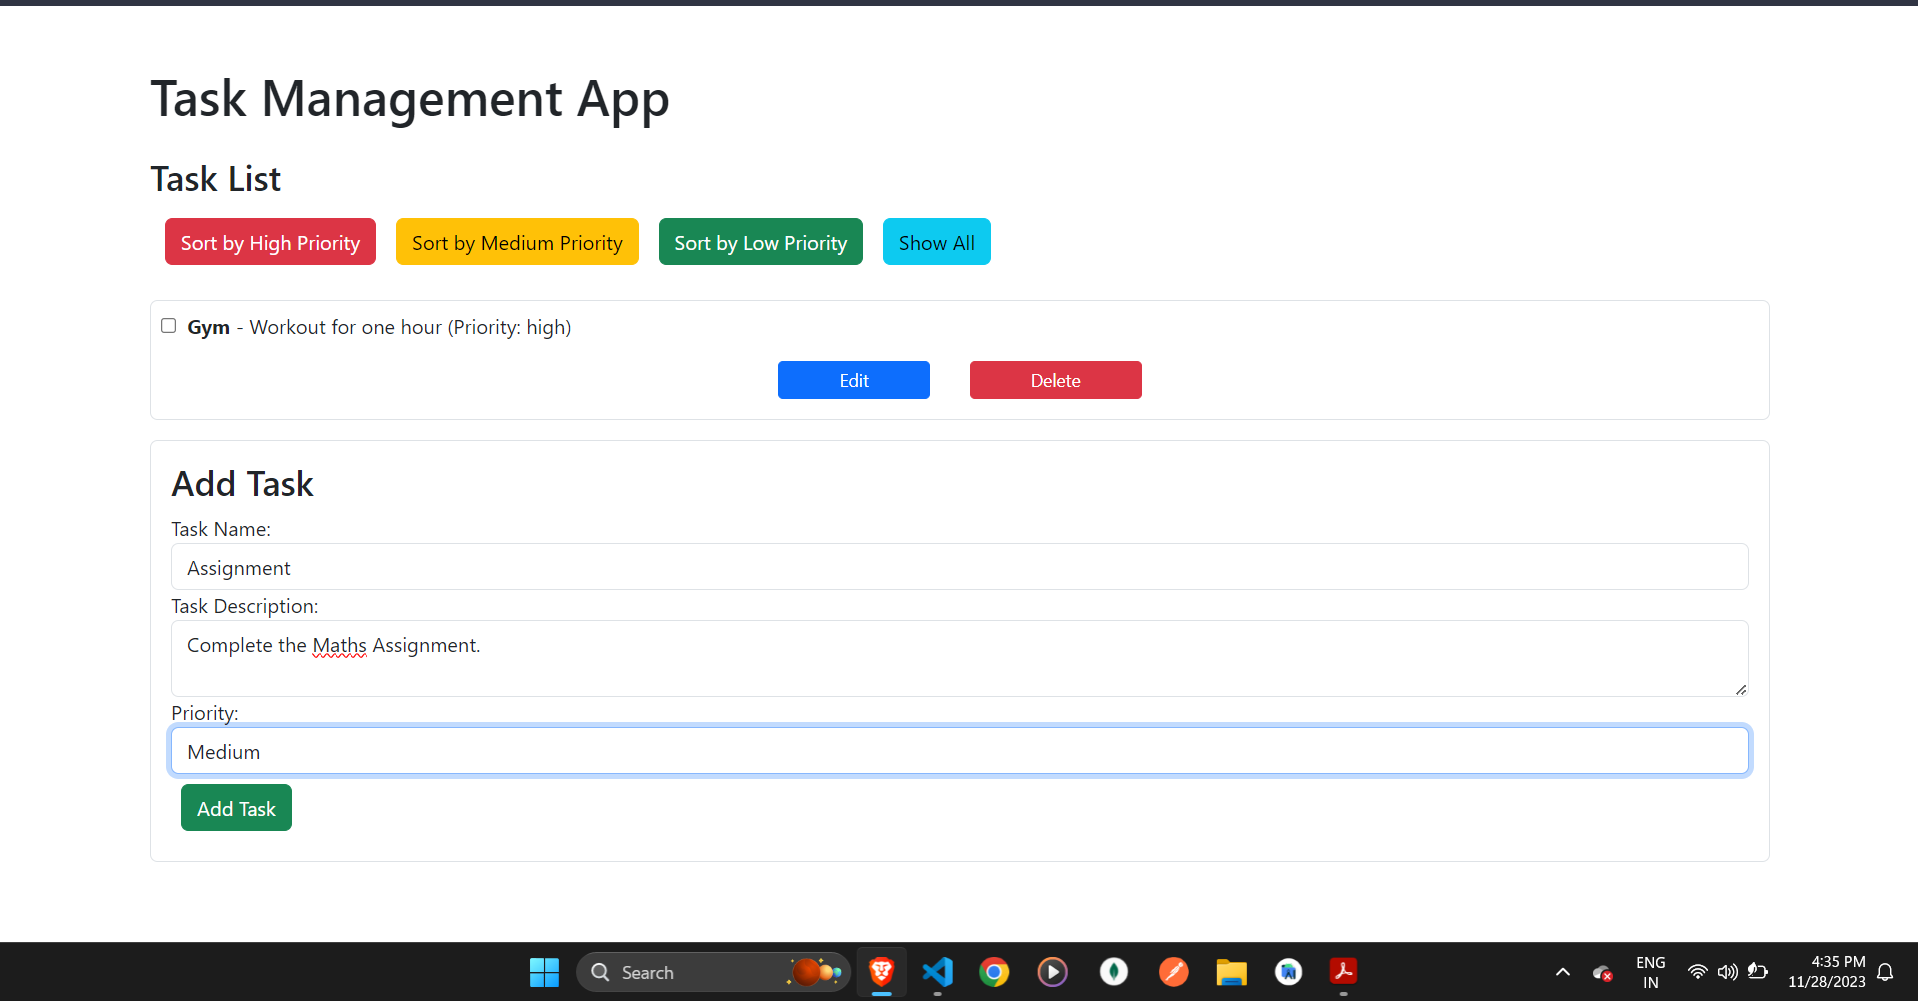 Task Management App
Task List
Sort by High Priority Sort by Medium Priority Sort by Low Priority Show All
Gym - Workout for one hour (Priority: high)
Edit Delete
Add Task
Task Name:
Assignment
Task Description:
Complete the Maths Assignment.
Priority:
Medium
Add Task
Search
ENG
IN
4:35 PM
11/28/2023